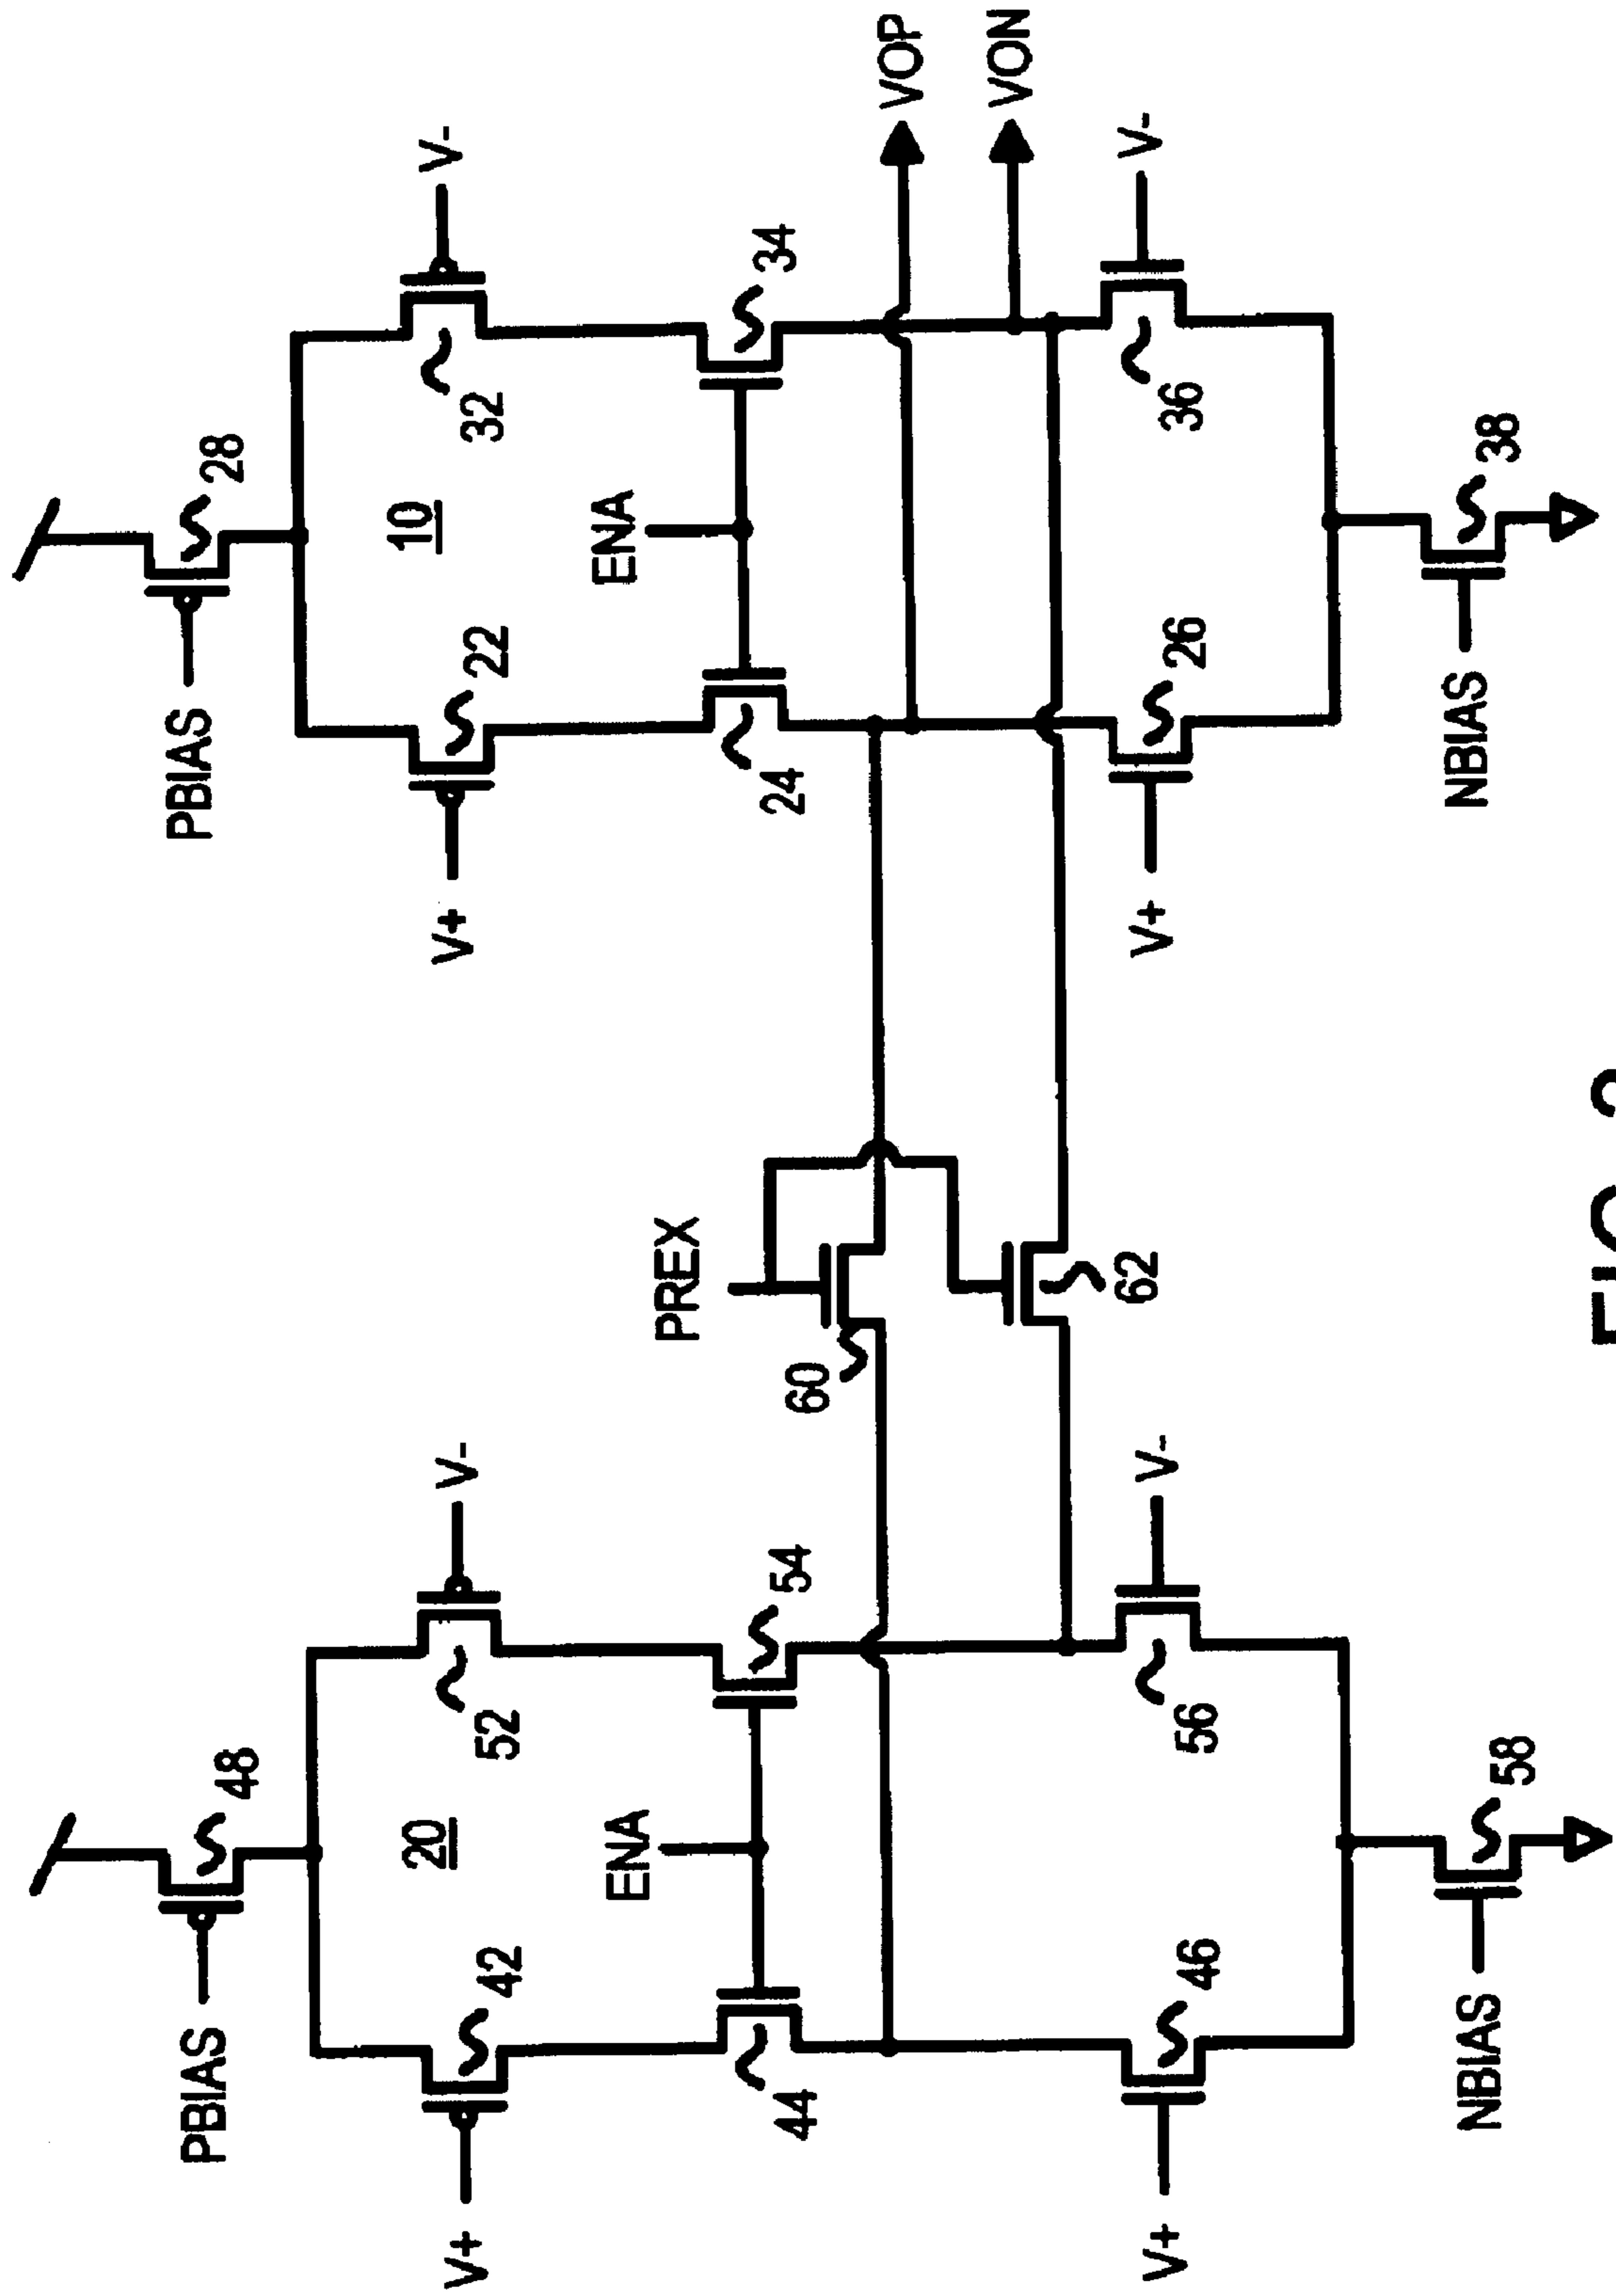 PBIAS
48
PBIAS
28
20
10
V+
42
52
V-
V+
22
32
V-
ENA
PREX
ENA
44
54
60
24
34
VOP
VON
V+
46
56
V-
62
V+
26
36
V-
NBIAS
58
NBIAS
38